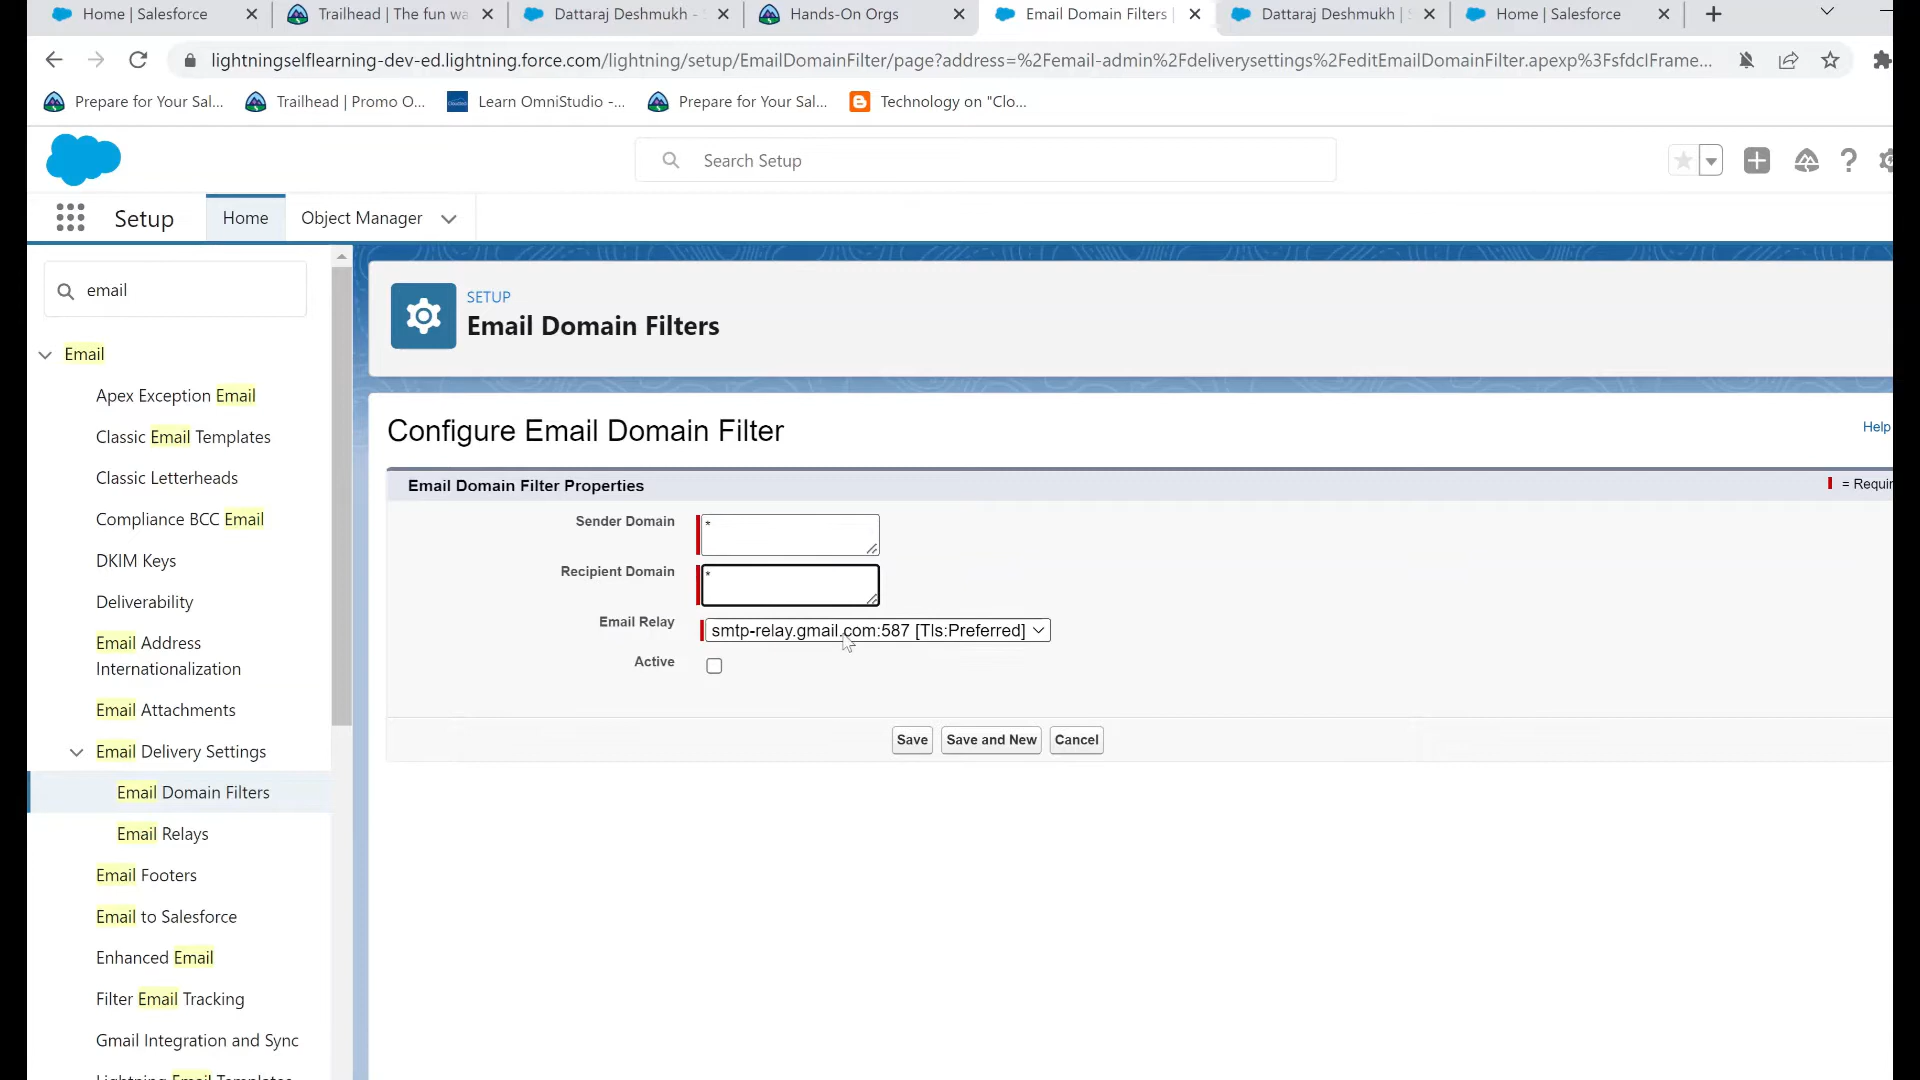 Home | Salesforce
Trailhead | The fun wa
Dattaraj Deshmukh -
Hands-On Orgs
Email Domain Filters |
Dattaraj Deshmukh |
Home | Salesforce
lightningselflearning-dev-ed.lightning.force.com/lightning/setup/EmailDomainFilter/page?address=%2Femail-admin%2Fdeliverysettings%2FeditEmailDomainFilter.apexp%3FsfdcIFrame...
Prepare for Your Sal...
Trailhead | Promo O...
Learn OmniStudio -...
Prepare for Your Sal...
Technology on "Clo...
Search Setup
Setup
Home
Object Manager
email
Email
Apex Exception Email
Classic Email Templates
Classic Letterheads
Compliance BCC Email
DKIM Keys
Deliverability
Email Address
Internationalization
Email Attachments
Email Delivery Settings
Email Domain Filters
Email Relays
Email Footers
Email to Salesforce
Enhanced Email
Filter Email Tracking
Gmail Integration and Sync
Lightning Email Templates
SETUP
Email Domain Filters
Configure Email Domain Filter
Help
Email Domain Filter Properties
= Requir
Sender Domain
*
Recipient Domain
*
Email Relay
smtp-relay.gmail.com:587 [Tls:Preferred]
Active
Save
Save and New
Cancel